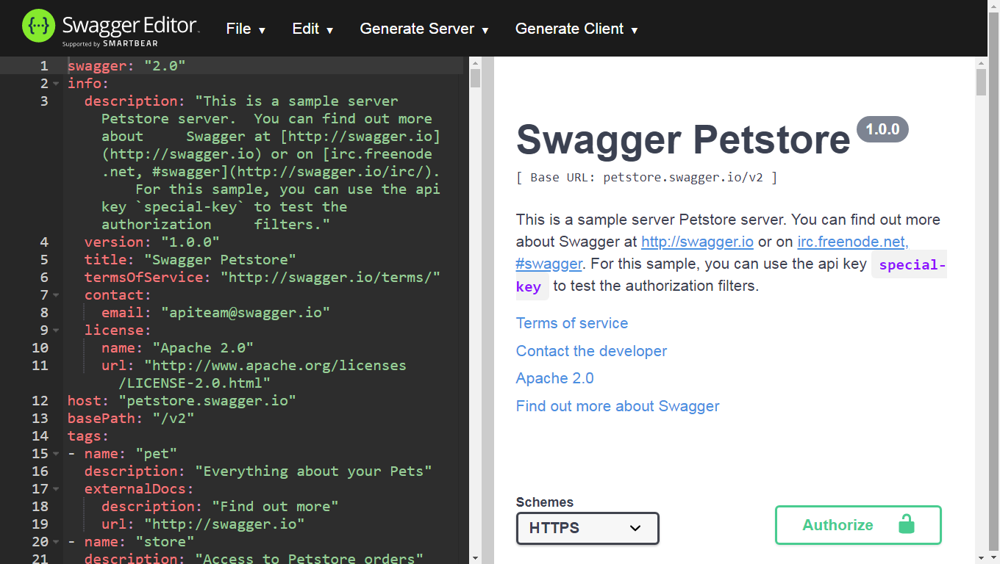 Swagger Editor
Supported by SMARTBEAR
File ▼ Edit ▼ Generate Server ▼ Generate Client ▼
1 swagger: "2.0"
2 info:
3 description: "This is a sample server
Petstore server.  You can find out more
about     Swagger at [http://swagger.io]
(http://swagger.io) or on [irc.freenode
.net, #swagger](http://swagger.io/irc/).
For this sample, you can use the api
key `special-key` to test the
authorization     filters."
4 version: "1.0.0"
5 title: "Swagger Petstore"
6 termsOfService: "http://swagger.io/terms/"
7 contact:
8 email: "apiteam@swagger.io"
9 license:
10 name: "Apache 2.0"
11 url: "http://www.apache.org/licenses
/LICENSE-2.0.html"
12 host: "petstore.swagger.io"
13 basePath: "/v2"
14 tags:
15 - name: "pet"
16 description: "Everything about your Pets"
17 externalDocs:
18 description: "Find out more"
19 url: "http://swagger.io"
20 - name: "store"
21 description: "Access to Petstore orders"
Swagger Petstore 1.0.0
[ Base URL: petstore.swagger.io/v2 ]
This is a sample server Petstore server. You can find out more
about Swagger at http://swagger.io or on irc.freenode.net,
#swagger. For this sample, you can use the api key special-
key to test the authorization filters.
Terms of service
Contact the developer
Apache 2.0
Find out more about Swagger
Schemes
HTTPS
Authorize